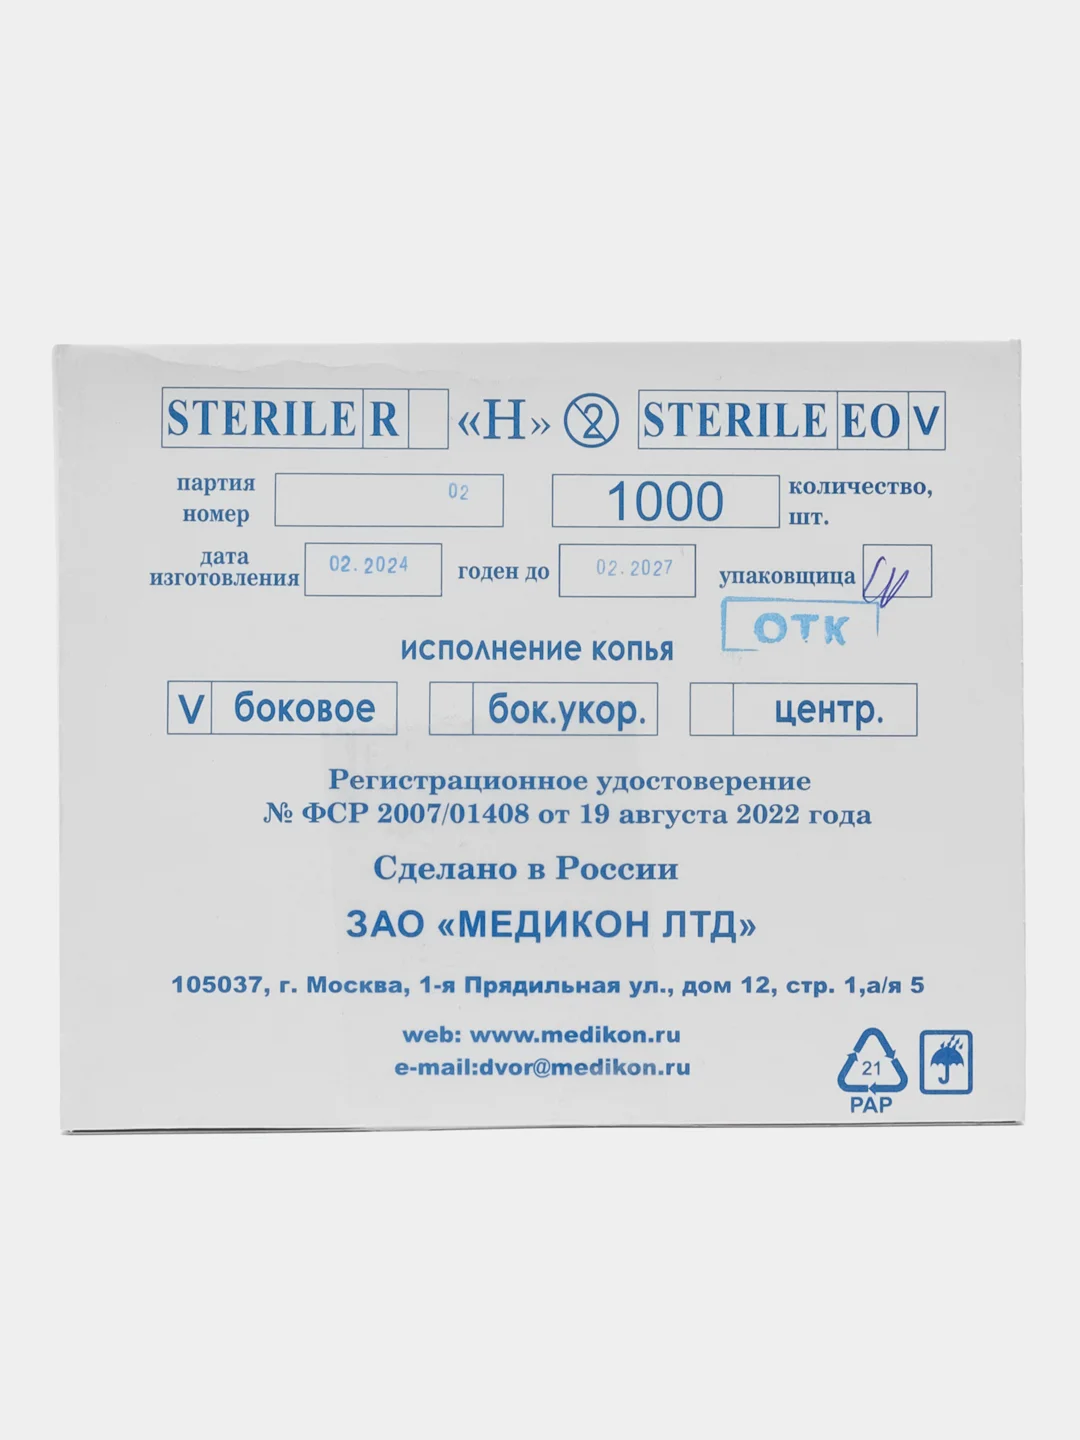 STERILE R «Н» 2 STERILE EO V
партия номер 02 1000 количество, шт.
дата изготовления 02.2024 годен до 02.2027 упаковщица
ОТК
исполнение копья
V боковое бок.укор. центр.
Регистрационное удостоверение
№ ФСР 2007/01408 от 19 августа 2022 года
Сделано в России
ЗАО «МЕДИКОН ЛТД»
105037, г. Москва, 1-я Прядильная ул., дом 12, стр. 1,а/я 5
web: www.medikon.ru
e-mail:dvor@medikon.ru
21
PAP